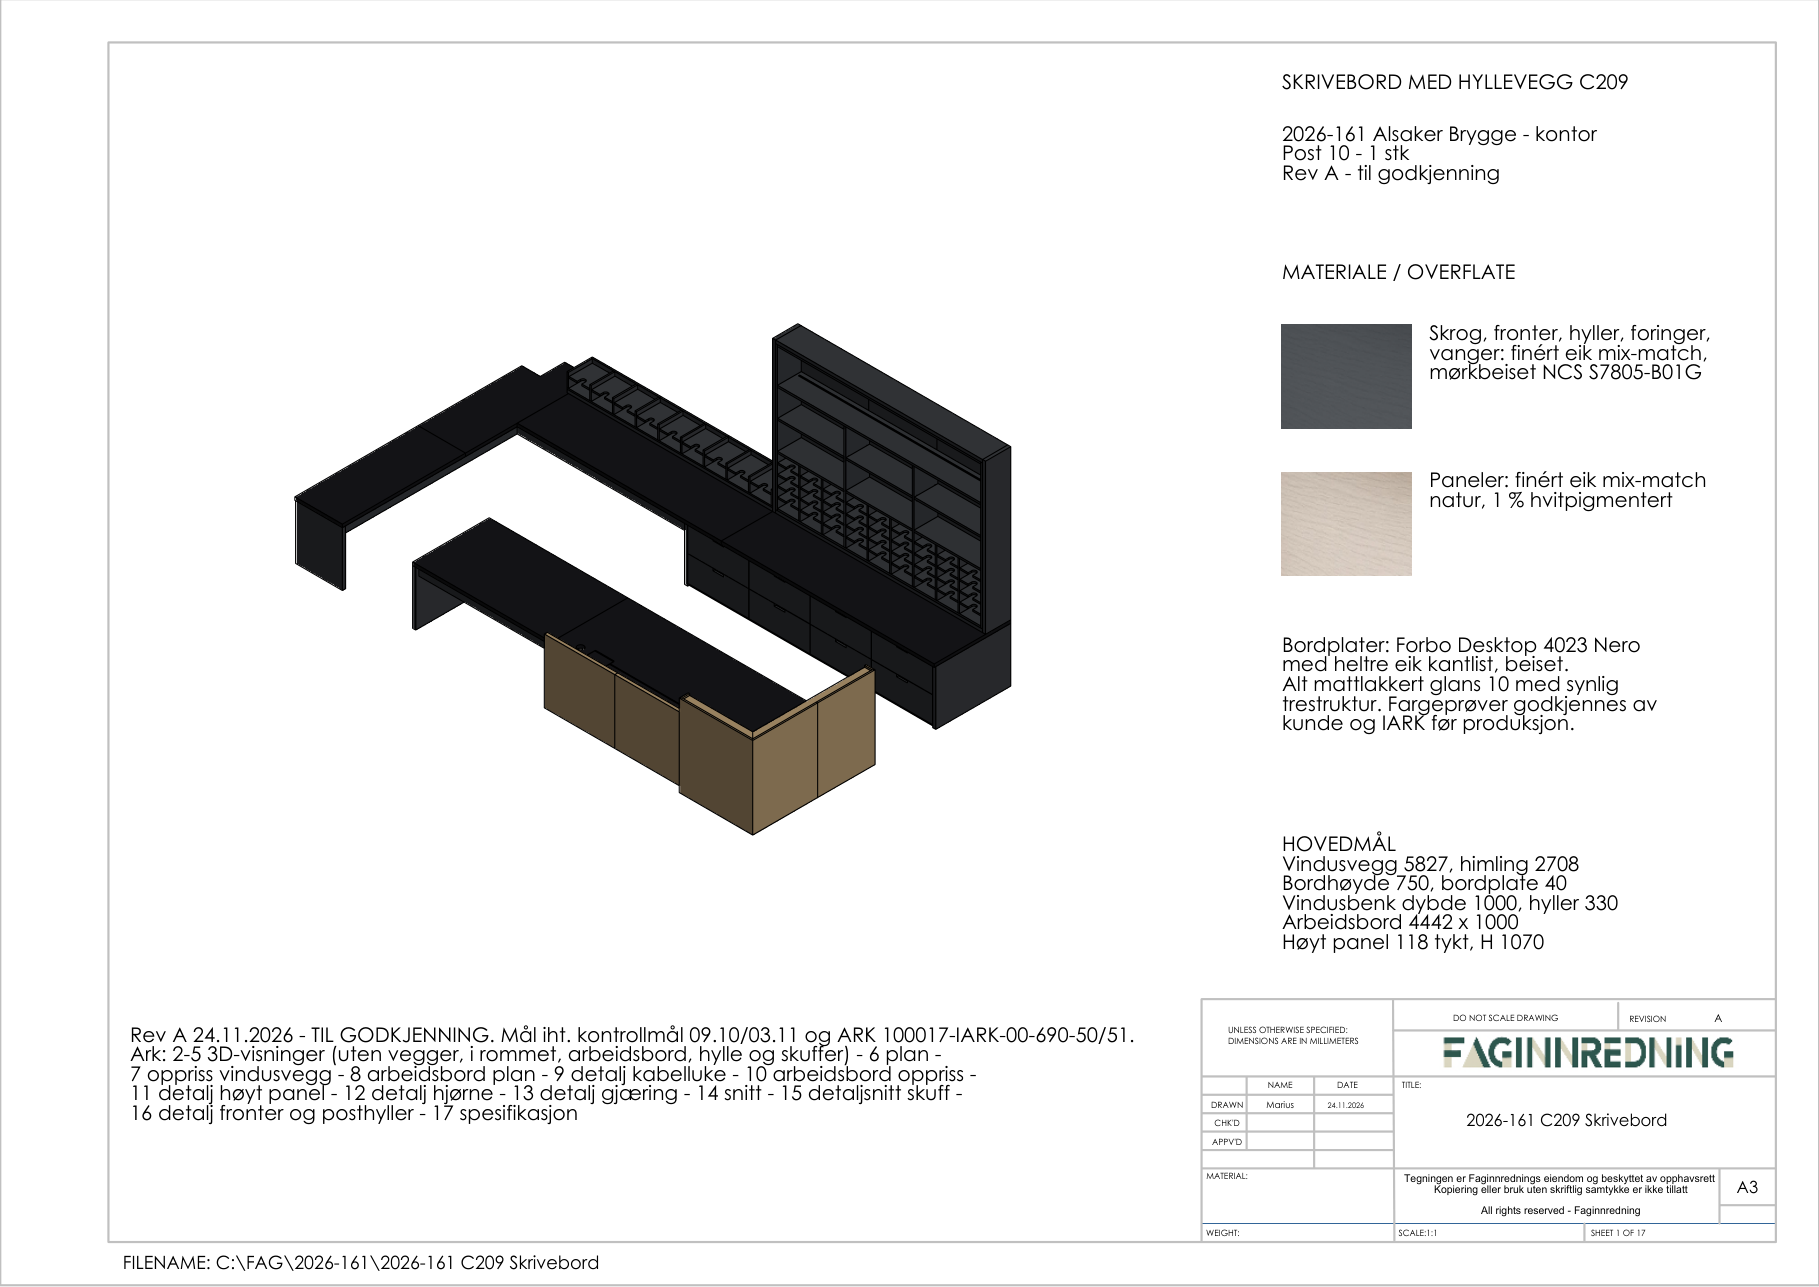 SKRIVEBORD MED HYLLEVEGG C209
2026-161 Alsaker Brygge - kontor
Post 10 - 1 stk
Rev A - til godkjenning
MATERIALE / OVERFLATE
Skrog, fronter, hyller, foringer,
vanger: finért eik mix-match,
mørkbeiset NCS S7805-B01G
Paneler: finért eik mix-match
natur, 1 % hvitpigmentert
Bordplater: Forbo Desktop 4023 Nero
med heltre eik kantlist, beiset.
Alt mattlakkert glans 10 med synlig
trestruktur. Fargeprøver godkjennes av
kunde og IARK før produksjon.
HOVEDMÅL
Vindusvegg 5827, himling 2708
Bordhøyde 750, bordplate 40
Vindusbenk dybde 1000, hyller 330
Arbeidsbord 4442 x 1000
Høyt panel 118 tykt, H 1070
Rev A 24.11.2026 - TIL GODKJENNING. Mål iht. kontrollmål 09.10/03.11 og ARK 100017-IARK-00-690-50/51.
Ark: 2-5 3D-visninger (uten vegger, i rommet, arbeidsbord, hylle og skuffer) - 6 plan -
7 oppriss vindusvegg - 8 arbeidsbord plan - 9 detalj kabelluke - 10 arbeidsbord oppriss -
11 detalj høyt panel - 12 detalj hjørne - 13 detalj gjæring - 14 snitt - 15 detaljsnitt skuff -
16 detalj fronter og posthyller - 17 spesifikasjon
UNLESS OTHERWISE SPECIFIED:
DIMENSIONS ARE IN MILLIMETERS
DO NOT SCALE DRAWING
REVISION A
FAGINNREDNING
NAME DATE
DRAWN Marius 24.11.2026
CHK'D
APPV'D
TITLE:
2026-161 C209 Skrivebord
MATERIAL:
Tegningen er Faginnrednings eiendom og beskyttet av opphavsrett
Kopiering eller bruk uten skriftlig samtykke er ikke tillatt
All rights reserved - Faginnredning
A3
WEIGHT:
SCALE:1:1
SHEET 1 OF 17
FILENAME: C:\FAG\2026-161\2026-161 C209 Skrivebord